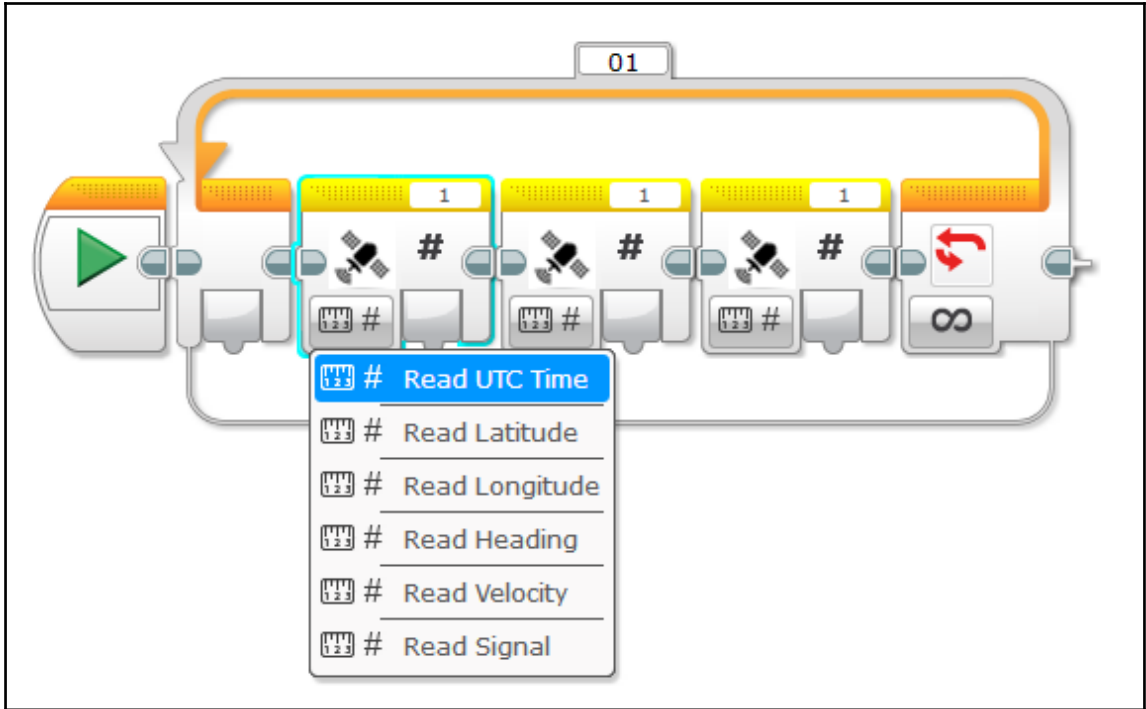 01
1 1 1
# # #
# # #
∞
# Read UTC Time
# Read Latitude
# Read Longitude
# Read Heading
# Read Velocity
# Read Signal